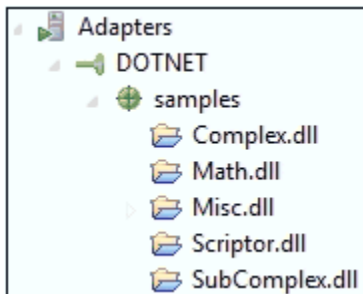 Adapters
DOTNET
samples
Complex.dll
Math.dll
Misc.dll
Scriptor.dll
SubComplex.dll